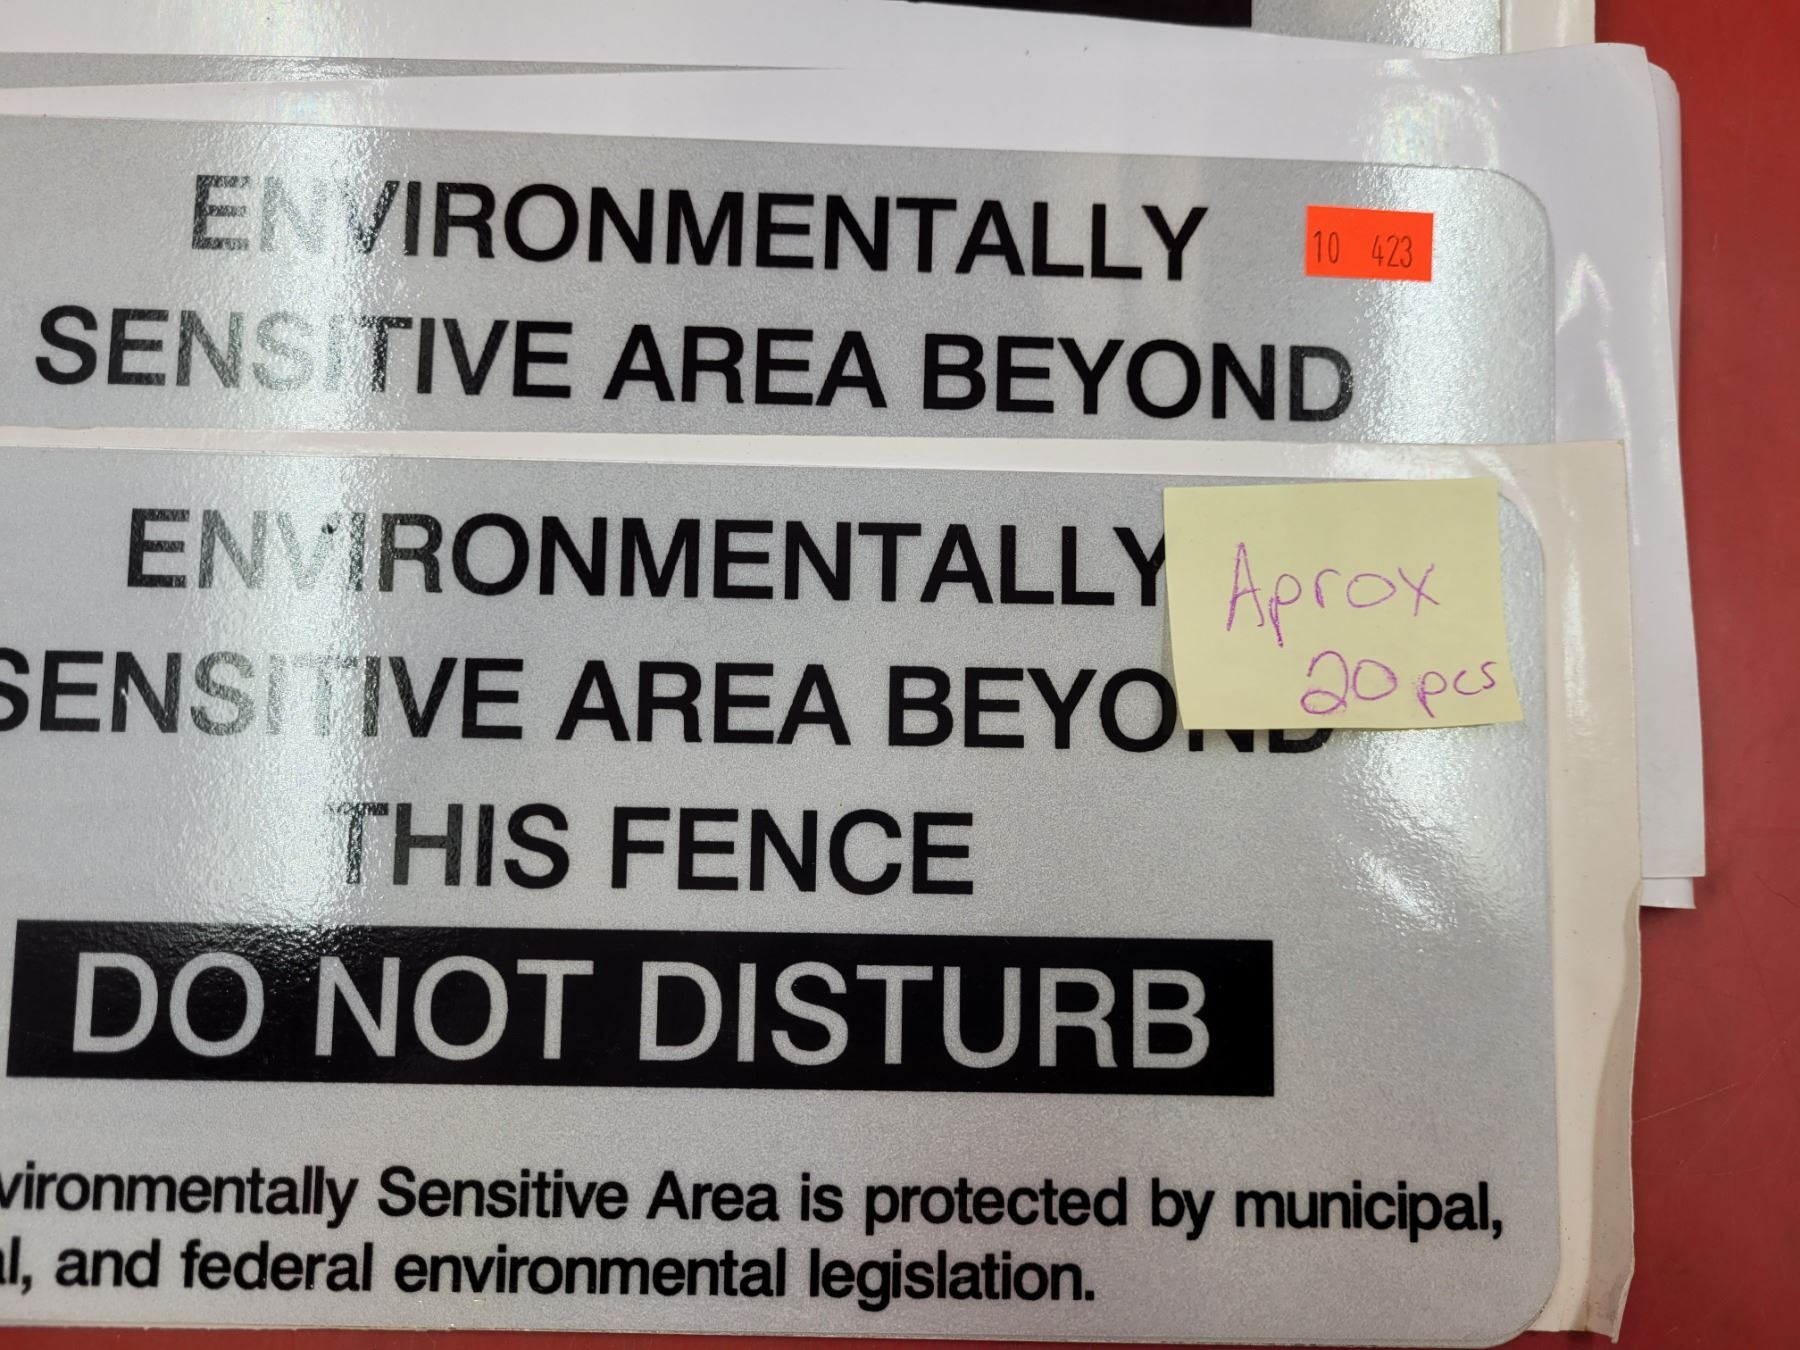 ENVIRONMENTALLY
10 423
SENSITIVE AREA BEYOND
ENVIRONMENTALLY
Aprox
20 pcs
SENSITIVE AREA BEYOND
THIS FENCE
DO NOT DISTURB
vironmentally Sensitive Area is protected by municipal,
l, and federal environmental legislation.